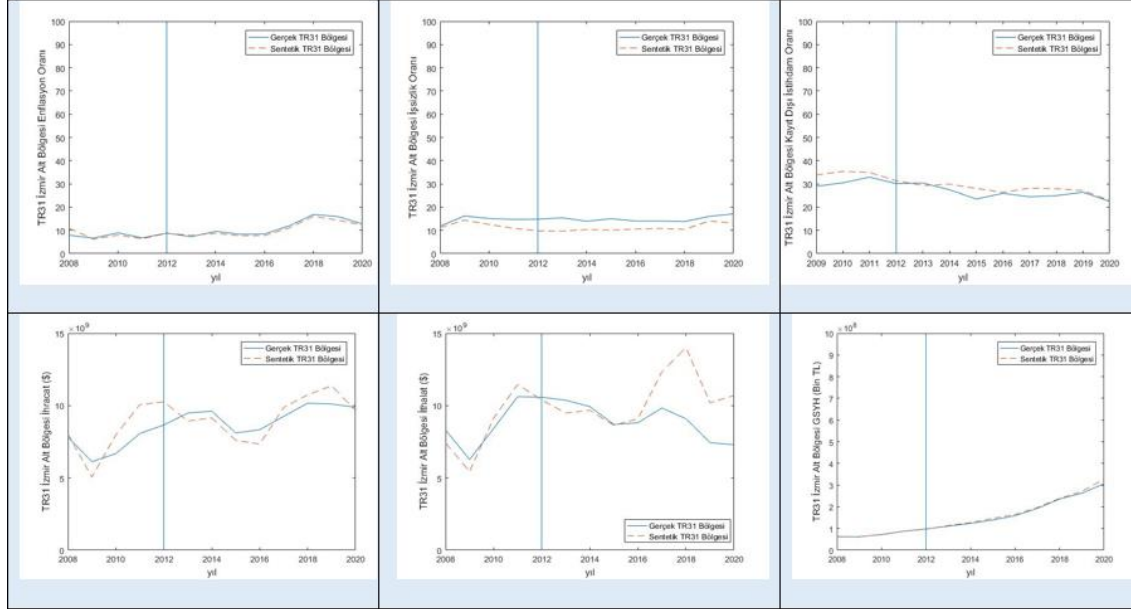 TR31 İzmir Alt Bölgesi Enflasyon Oranı
100
90
80
70
60
50
40
30
20
10
0
Gerçek TR31 Bölgesi
Sentetik TR31 Bölgesi
2008 2010 2012 2014 2016 2018 2020
yıl
TR31 İzmir Alt Bölgesi İşsizlik Oranı
100
90
80
70
60
50
40
30
20
10
0
Gerçek TR31 Bölgesi
Sentetik TR31 Bölgesi
2008 2010 2012 2014 2016 2018 2020
yıl
TR31 İzmir Alt Bölgesi Kayıt Dışı İstihdam Oranı
100
90
80
70
60
50
40
30
20
10
0
Gerçek TR31 Bölgesi
Sentetik TR31 Bölgesi
2009 2010 2011 2012 2013 2014 2015 2016 2017 2018 2019 2020
yıl
TR31 İzmir Alt Bölgesi İhracat ($)
× 10⁹
15
10
5
0
Gerçek TR31 Bölgesi
Sentetik TR31 Bölgesi
2008 2010 2012 2014 2016 2018 2020
yıl
TR31 İzmir Alt Bölgesi İthalat ($)
× 10⁹
15
10
5
0
Gerçek TR31 Bölgesi
Sentetik TR31 Bölgesi
2008 2010 2012 2014 2016 2018 2020
yıl
TR31 İzmir Alt Bölgesi GSYH (Bin TL)
× 10⁸
10
9
8
7
6
5
4
3
2
1
0
Gerçek TR31 Bölgesi
Sentetik TR31 Bölgesi
2008 2010 2012 2014 2016 2018 2020
yıl